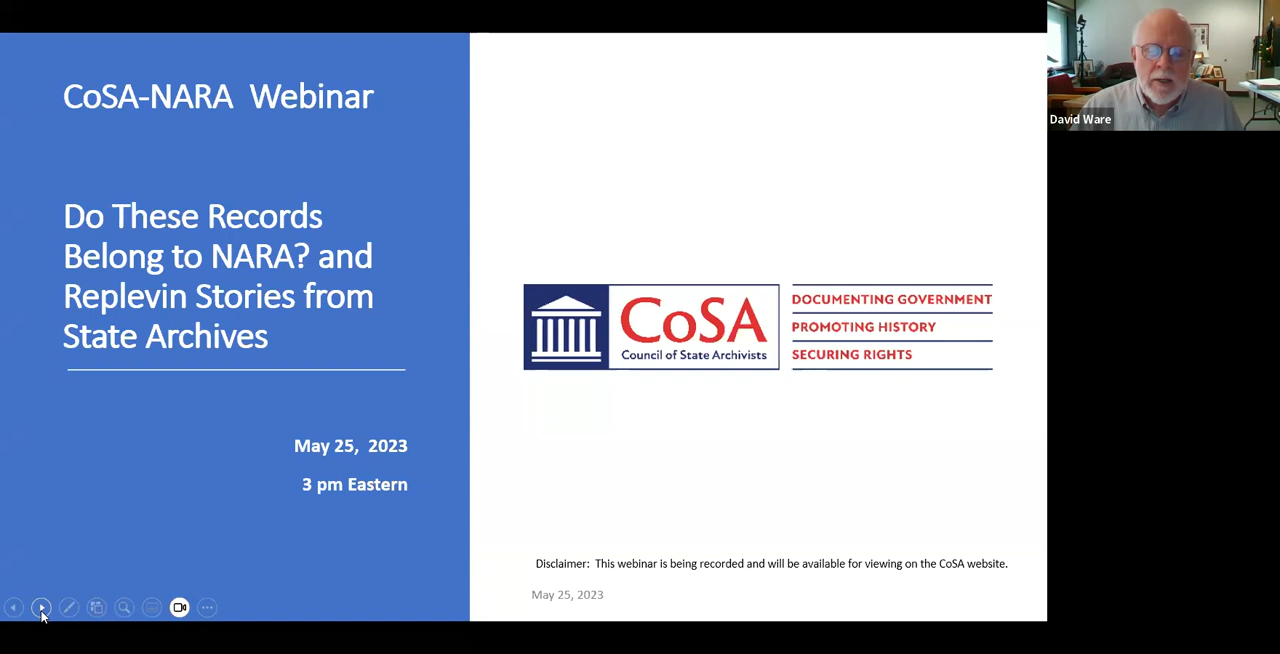 CoSA-NARA Webinar
Do These Records
Belong to NARA? and
Replevin Stories from
State Archives
May 25, 2023
3 pm Eastern
CoSA
Council of State Archivists
DOCUMENTING GOVERNMENT
PROMOTING HISTORY
SECURING RIGHTS
Disclaimer: This webinar is being recorded and will be available for viewing on the CoSA website.
May 25, 2023
David Ware